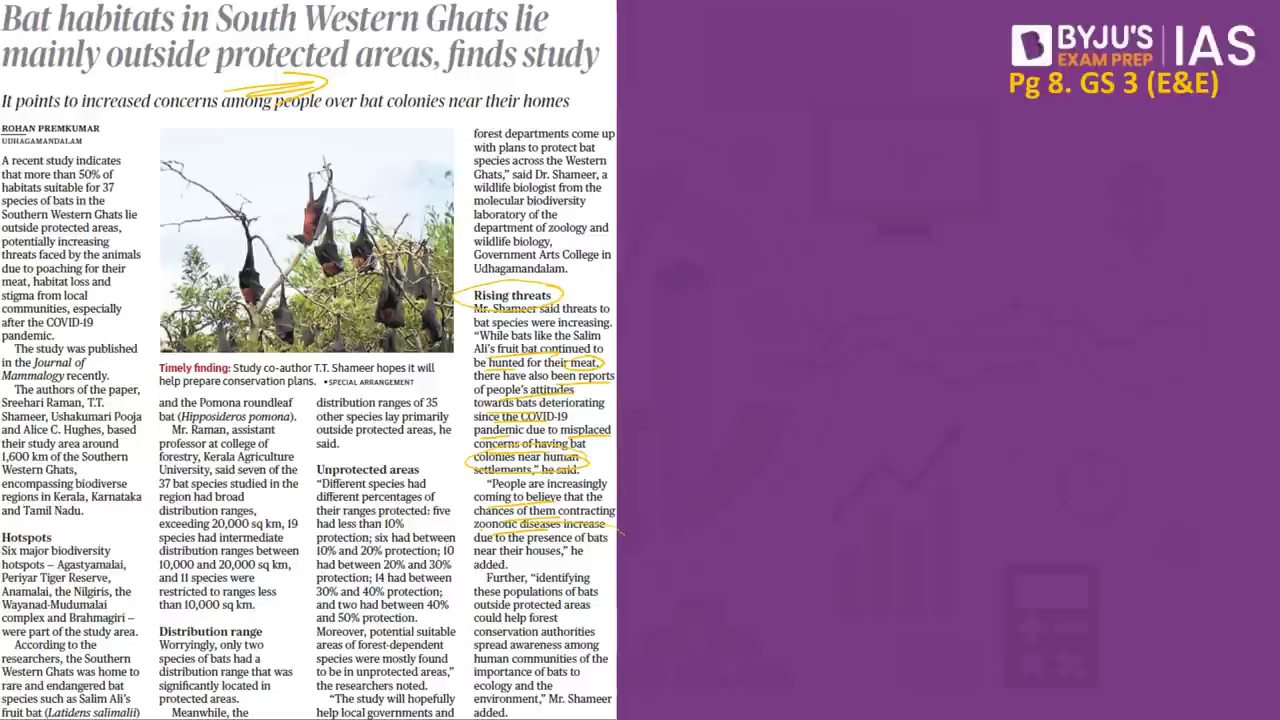 Bat habitats in South Western Ghats lie
mainly outside protected areas, finds study
It points to increased concerns among people over bat colonies near their homes
ROHAN PREMKUMAR
UDHAGAMANDALAM
A recent study indicates
that more than 50% of
habitats suitable for 37
species of bats in the
Southern Western Ghats lie
outside protected areas,
potentially increasing
threats faced by the animals
due to poaching for their
meat, habitat loss and
stigma from local
communities, especially
after the COVID-19
pandemic.
The study was published
in the Journal of
Mammalogy recently.
The authors of the paper,
Sreehari Raman, T.T.
Shameer, Ushakumari Pooja
and Alice C. Hughes, based
their study area around
1,600 km of the Southern
Western Ghats,
encompassing biodiverse
regions in Kerala, Karnataka
and Tamil Nadu.
Hotspots
Six major biodiversity
hotspots – Agastyamalai,
Periyar Tiger Reserve,
Anamalai, the Nilgiris, the
Wayanad-Mudumalai
complex and Brahmagiri –
were part of the study area.
According to the
researchers, the Southern
Western Ghats was home to
rare and endangered bat
species such as Salim Ali's
fruit bat (Latidens salimalii)
Timely finding: Study co-author T.T. Shameer hopes it will
help prepare conservation plans. • SPECIAL ARRANGEMENT
and the Pomona roundleaf
bat (Hipposideros pomona).
Mr. Raman, assistant
professor at college of
forestry, Kerala Agriculture
University, said seven of the
37 bat species studied in the
region had broad
distribution ranges,
exceeding 20,000 sq km, 19
species had intermediate
distribution ranges between
10,000 and 20,000 sq km,
and 11 species were
restricted to ranges less
than 10,000 sq km.
Distribution range
Worryingly, only two
species of bats had a
distribution range that was
significantly located in
protected areas.
Meanwhile, the
distribution ranges of 35
other species lay primarily
outside protected areas, he
said.
Unprotected areas
"Different species had
different percentages of
their ranges protected: five
had less than 10%
protection; six had between
10% and 20% protection; 10
had between 20% and 30%
protection; 14 had between
30% and 40% protection;
and two had between 40%
and 50% protection.
Moreover, potential suitable
areas of forest-dependent
species were mostly found
to be in unprotected areas,"
the researchers noted.
"The study will hopefully
help local governments and
forest departments come up
with plans to protect bat
species across the Western
Ghats," said Dr. Shameer, a
wildlife biologist from the
molecular biodiversity
laboratory of the
department of zoology and
wildlife biology,
Government Arts College in
Udhagamandalam.
Rising threats
Mr. Shameer said threats to
bat species were increasing.
"While bats like the Salim
Ali's fruit bat continued to
be hunted for their meat,
there have also been reports
of people's attitudes
towards bats deteriorating
since the COVID-19
pandemic due to misplaced
concerns of having bat
colonies near human
settlements," he said.
"People are increasingly
coming to believe that the
chances of them contracting
zoonotic diseases increase
due to the presence of bats
near their houses," he
added.
Further, "identifying
these populations of bats
outside protected areas
could help forest
conservation authorities
spread awareness among
human communities of the
importance of bats to
ecology and the
environment," Mr. Shameer
added.
BYJU'S
EXAM PREP
IAS
Pg 8. GS 3 (E&E)